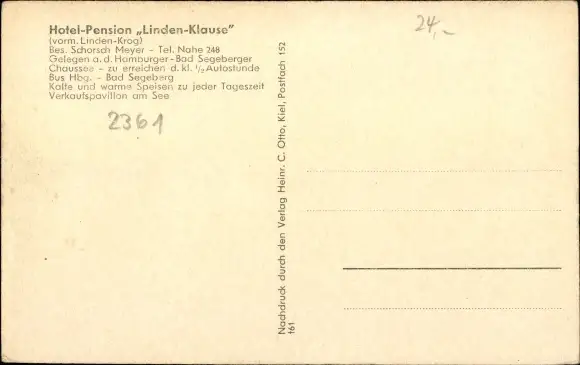 Hotel-Pension „Linden-Klause"
(vorm. Linden-Krog)
Bes. Schorsch Meyer – Tel. Nahe 248
Gelegen a. d. Hamburger-Bad Segeberger
Chaussee – zu erreichen d. kl. 1/2 Autostunde
Bus Hbg. – Bad Segeberg
Kalte und warme Speisen zu jeder Tageszeit
Verkaufspavillon am See
2361
24,-
Nachdruck durch den Verlag Heinr. C. Otto, Kiel, Postfach 152
161